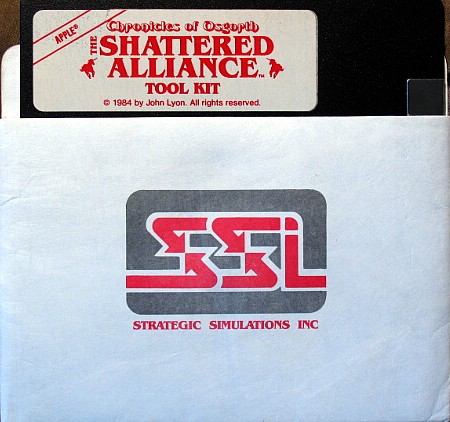 APPLE®
Chronicles of Osgorth
THE SHATTERED
ALLIANCE™
TOOL KIT
© 1984 by John Lyon. All rights reserved.
SSi
STRATEGIC SIMULATIONS INC